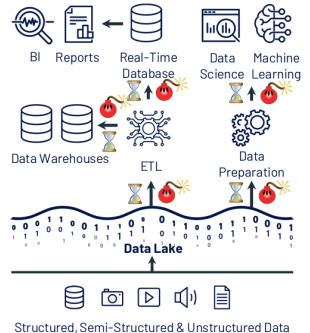 BI Reports Real-Time Database Data Science Machine Learning
Data Warehouses
ETL
Data Preparation
Data Lake
Structured, Semi-Structured & Unstructured Data